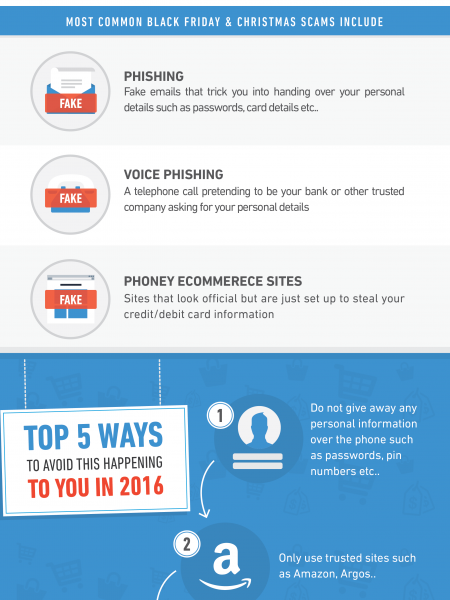 MOST COMMON BLACK FRIDAY & CHRISTMAS SCAMS INCLUDE
FAKE
PHISHING
Fake emails that trick you into handing over your personal
details such as passwords, card details etc..
FAKE
VOICE PHISHING
A telephone call pretending to be your bank or other trusted
company asking for your personal details
FAKE
PHONEY ECOMMERECE SITES
Sites that look official but are just set up to steal your
credit/debit card information
TOP 5 WAYS
TO AVOID THIS HAPPENING
TO YOU IN 2016
1
Do not give away any
personal information
over the phone such
as passwords, pin
numbers etc..
2
a
Only use trusted sites such
as Amazon, Argos..